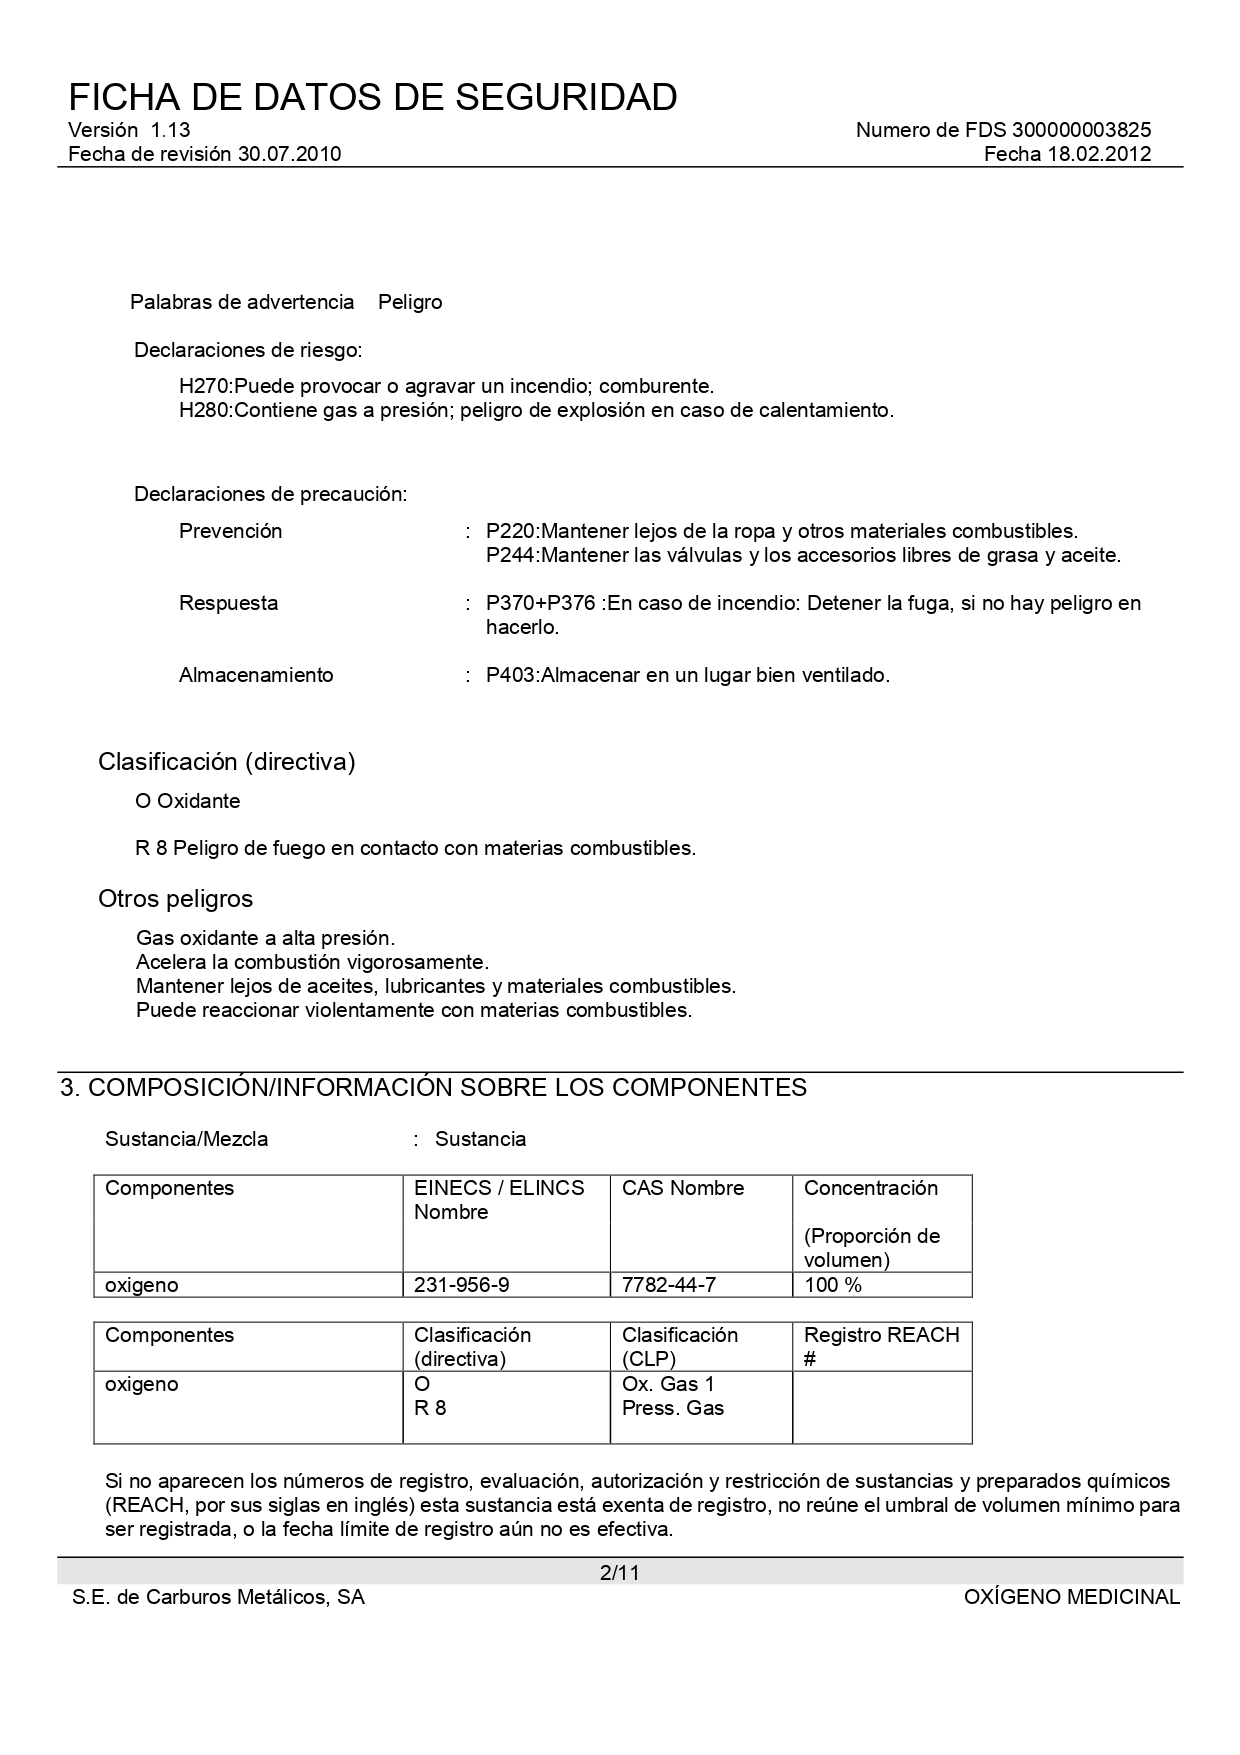 FICHA DE DATOS DE SEGURIDAD
Versión 1.13 Numero de FDS 300000003825
Fecha de revisión 30.07.2010 Fecha 18.02.2012
Palabras de advertencia Peligro
Declaraciones de riesgo:
H270:Puede provocar o agravar un incendio; comburente.
H280:Contiene gas a presión; peligro de explosión en caso de calentamiento.
Declaraciones de precaución:
Prevención : P220:Mantener lejos de la ropa y otros materiales combustibles.
P244:Mantener las válvulas y los accesorios libres de grasa y aceite.
Respuesta : P370+P376 :En caso de incendio: Detener la fuga, si no hay peligro en
hacerlo.
Almacenamiento : P403:Almacenar en un lugar bien ventilado.
Clasificación (directiva)
O Oxidante
R 8 Peligro de fuego en contacto con materias combustibles.
Otros peligros
Gas oxidante a alta presión.
Acelera la combustión vigorosamente.
Mantener lejos de aceites, lubricantes y materiales combustibles.
Puede reaccionar violentamente con materias combustibles.
3. COMPOSICIÓN/INFORMACIÓN SOBRE LOS COMPONENTES
Sustancia/Mezcla : Sustancia
Componentes EINECS / ELINCS CAS Nombre Concentración
Nombre
(Proporción de
volumen)
oxigeno 231-956-9 7782-44-7 100 %
Componentes Clasificación Clasificación Registro REACH
(directiva) (CLP) #
oxigeno O Ox. Gas 1
R 8 Press. Gas
Si no aparecen los números de registro, evaluación, autorización y restricción de sustancias y preparados químicos
(REACH, por sus siglas en inglés) esta sustancia está exenta de registro, no reúne el umbral de volumen mínimo para
ser registrada, o la fecha límite de registro aún no es efectiva.
2/11
S.E. de Carburos Metálicos, SA OXÍGENO MEDICINAL